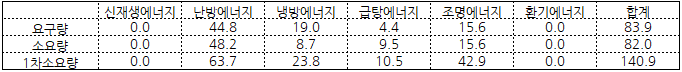 신재생에너지 난방에너지 냉방에너지 급탕에너지 조명에너지 환기에너지 합계
요구량 0.0 44.8 19.0 4.4 15.6 0.0 83.9
소요량 0.0 48.2 8.7 9.5 15.6 0.0 82.0
1차소요량 0.0 63.7 23.8 10.5 42.9 0.0 140.9